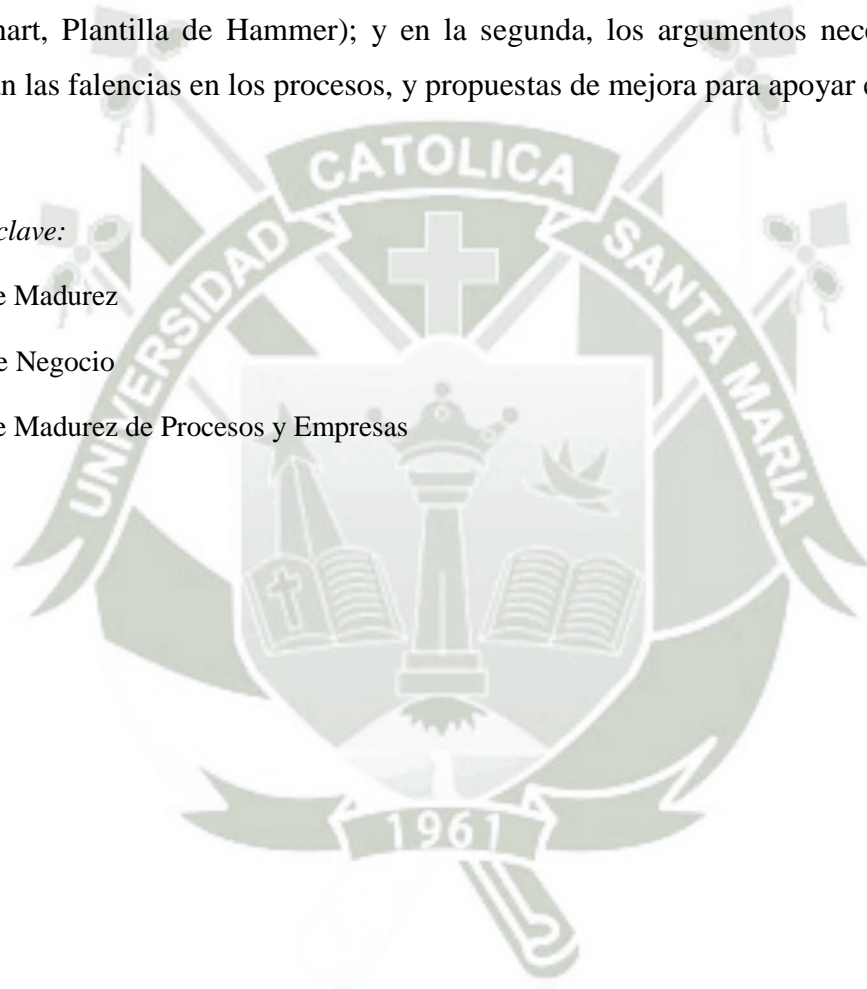 hart, Plantilla de Hammer); y en la segunda, los argumentos nece
n las falencias en los procesos, y propuestas de mejora para apoyar e
clave:
e Madurez
e Negocio
e Madurez de Procesos y Empresas
UNIVERSIDAD CATOLICA SANTA MARIA
1961